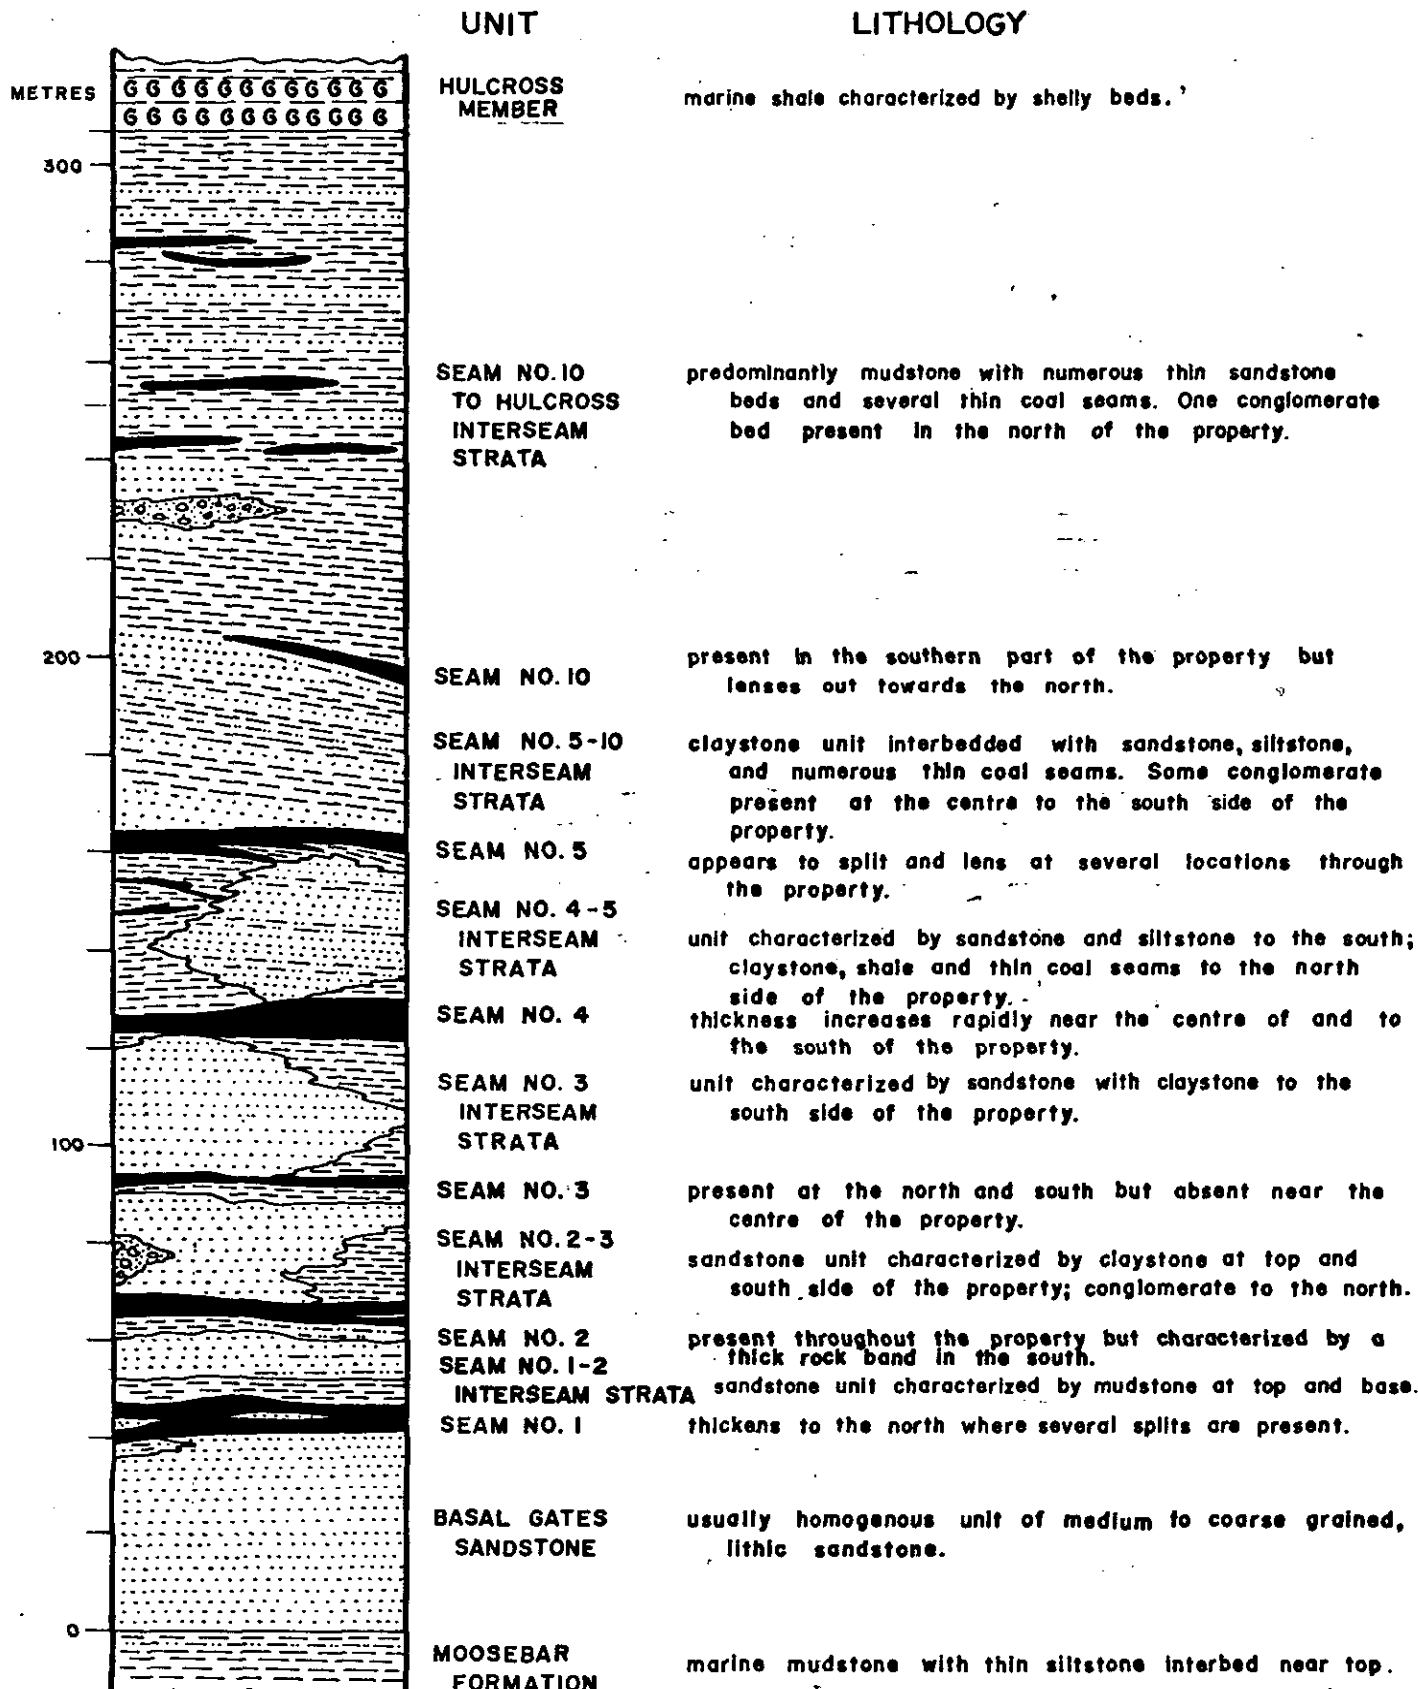 UNIT LITHOLOGY
METRES
G G G G G G G G G G G G
G G G G G G G G G G G G
HULCROSS
MEMBER
marine shale characterized by shelly beds.
300
SEAM NO. 10
TO HULCROSS
INTERSEAM
STRATA
predominantly mudstone with numerous thin sandstone
beds and several thin coal seams. One conglomerate
bed present in the north of the property.
200
SEAM NO. 10
present in the southern part of the property but
lenses out towards the north.
SEAM NO. 5-10
INTERSEAM
STRATA
claystone unit interbedded with sandstone, siltstone,
and numerous thin coal seams. Some conglomerate
present at the centre to the south side of the
property.
SEAM NO. 5
appears to split and lens at several locations through
the property.
SEAM NO. 4-5
INTERSEAM
STRATA
unit characterized by sandstone and siltstone to the south;
claystone, shale and thin coal seams to the north
side of the property.
SEAM NO. 4
thickness increases rapidly near the centre of and to
the south of the property.
SEAM NO. 3
INTERSEAM
STRATA
unit characterized by sandstone with claystone to the
south side of the property.
100
SEAM NO. 3
present at the north and south but absent near the
centre of the property.
SEAM NO. 2-3
INTERSEAM
STRATA
sandstone unit characterized by claystone at top and
south side of the property; conglomerate to the north.
SEAM NO. 2
present throughout the property but characterized by a
thick rock band in the south.
SEAM NO. 1-2
INTERSEAM STRATA
sandstone unit characterized by mudstone at top and base.
SEAM NO. 1
thickens to the north where several splits are present.
BASAL GATES
SANDSTONE
usually homogenous unit of medium to coarse grained,
lithic sandstone.
0
MOOSEBAR
FORMATION
marine mudstone with thin siltstone interbed near top.